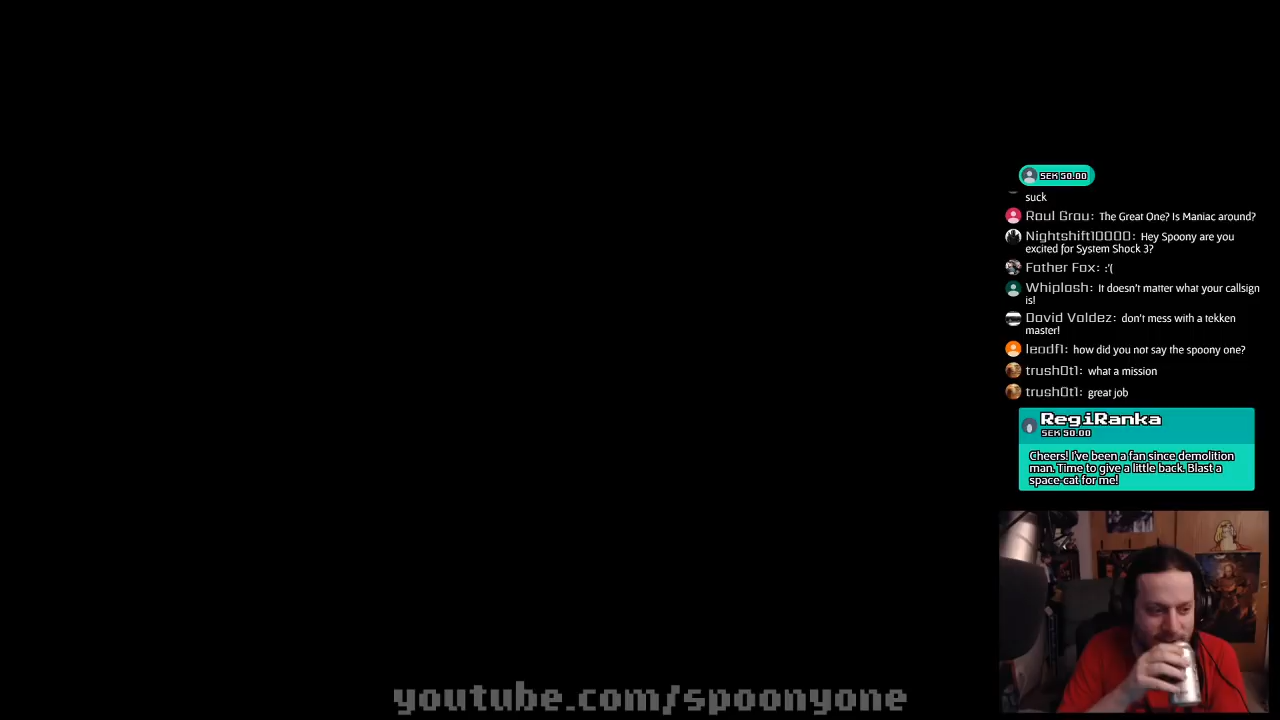 SEK 50.00
suck
Raul Grau: The Great One? Is Maniac around?
Nightshift10000: Hey Spoony are you
excited for System Shock 3?
Father Fox: :'(
Whiplash: It doesn't matter what your callsign
is!
David Valdez: don't mess with a tekken
master!
leadf1: how did you not say the spoony one?
trush0t1: what a mission
trush0t1: great job
RegiRanka
SEK 50.00
Cheers! I've been a fan since demolition
man. Time to give a little back. Blast a
space-cat for me!
youtube.com/spoonyone